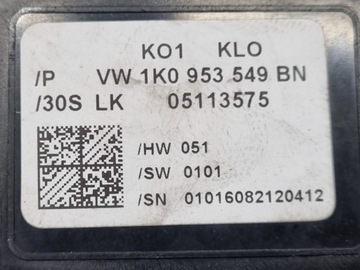 KO1 KLO
/P VW 1K0 953 549 BN
/30S LK 05113575
/HW 051
/SW 0101
/SN 01016082120412